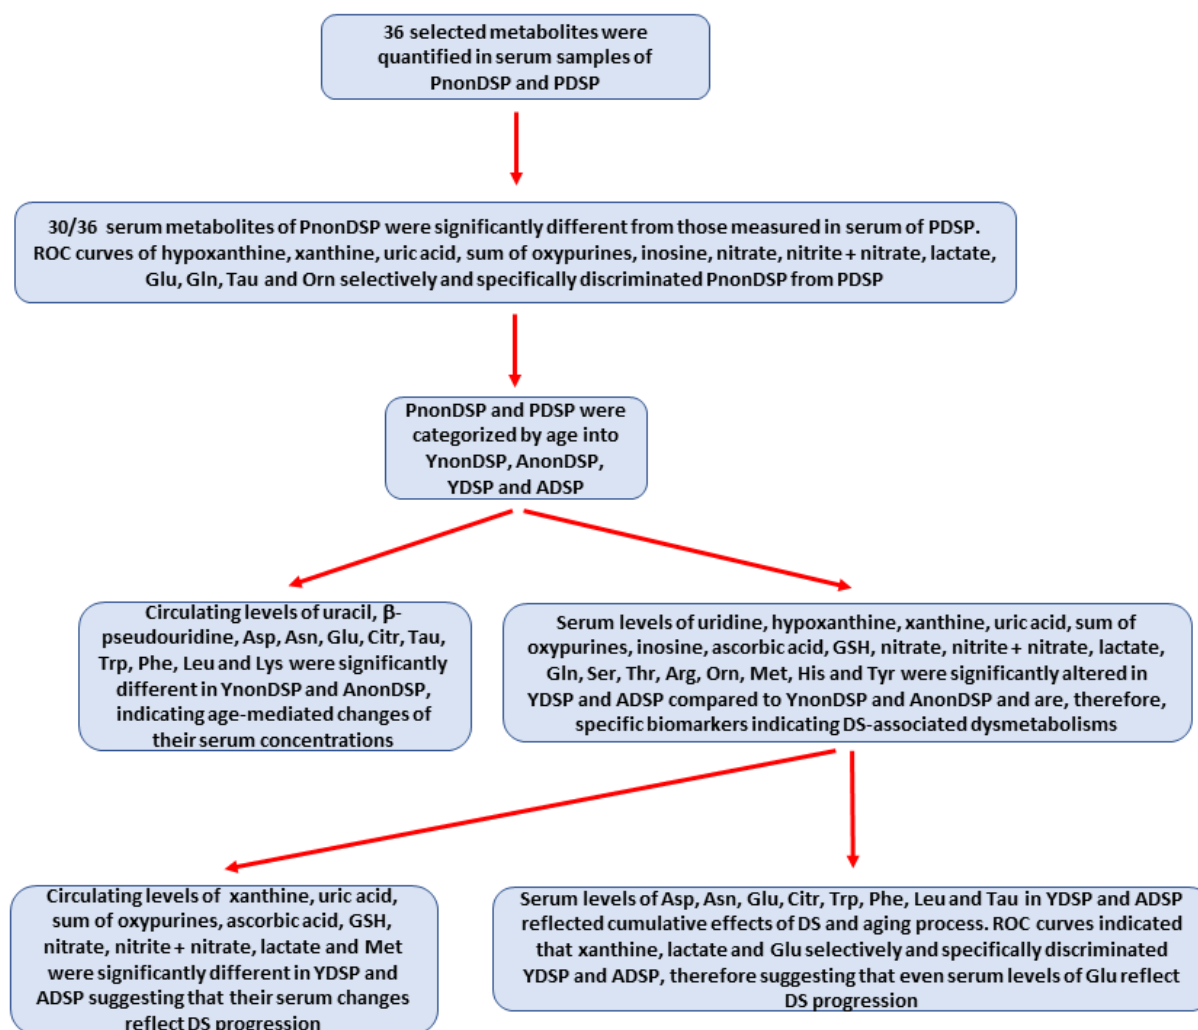 36 selected metabolites were
quantified in serum samples of
PnonDSP and PDSP
30/36 serum metabolites of PnonDSP were significantly different from those measured in serum of PDSP.
ROC curves of hypoxanthine, xanthine, uric acid, sum of oxypurines, inosine, nitrate, nitrite + nitrate, lactate,
Glu, Gln, Tau and Orn selectively and specifically discriminated PnonDSP from PDSP
PnonDSP and PDSP were
categorized by age into
YnonDSP, AnonDSP,
YDSP and ADSP
Circulating levels of uracil, β-
pseudouridine, Asp, Asn, Glu, Citr, Tau,
Trp, Phe, Leu and Lys were significantly
different in YnonDSP and AnonDSP,
indicating age-mediated changes of
their serum concentrations
Serum levels of uridine, hypoxanthine, xanthine, uric acid, sum of
oxypurines, inosine, ascorbic acid, GSH, nitrate, nitrite + nitrate, lactate,
Gln, Ser, Thr, Arg, Orn, Met, His and Tyr were significantly altered in
YDSP and ADSP compared to YnonDSP and AnonDSP and are, therefore,
specific biomarkers indicating DS-associated dysmetabolisms
Circulating levels of xanthine, uric acid,
sum of oxypurines, ascorbic acid, GSH,
nitrate, nitrite + nitrate, lactate and Met
were significantly different in YDSP and
ADSP suggesting that their serum changes
reflect DS progression
Serum levels of Asp, Asn, Glu, Citr, Trp, Phe, Leu and Tau in YDSP and ADSP
reflected cumulative effects of DS and aging process. ROC curves indicated
that xanthine, lactate and Glu selectively and specifically discriminated
YDSP and ADSP, therefore suggesting that even serum levels of Glu reflect
DS progression